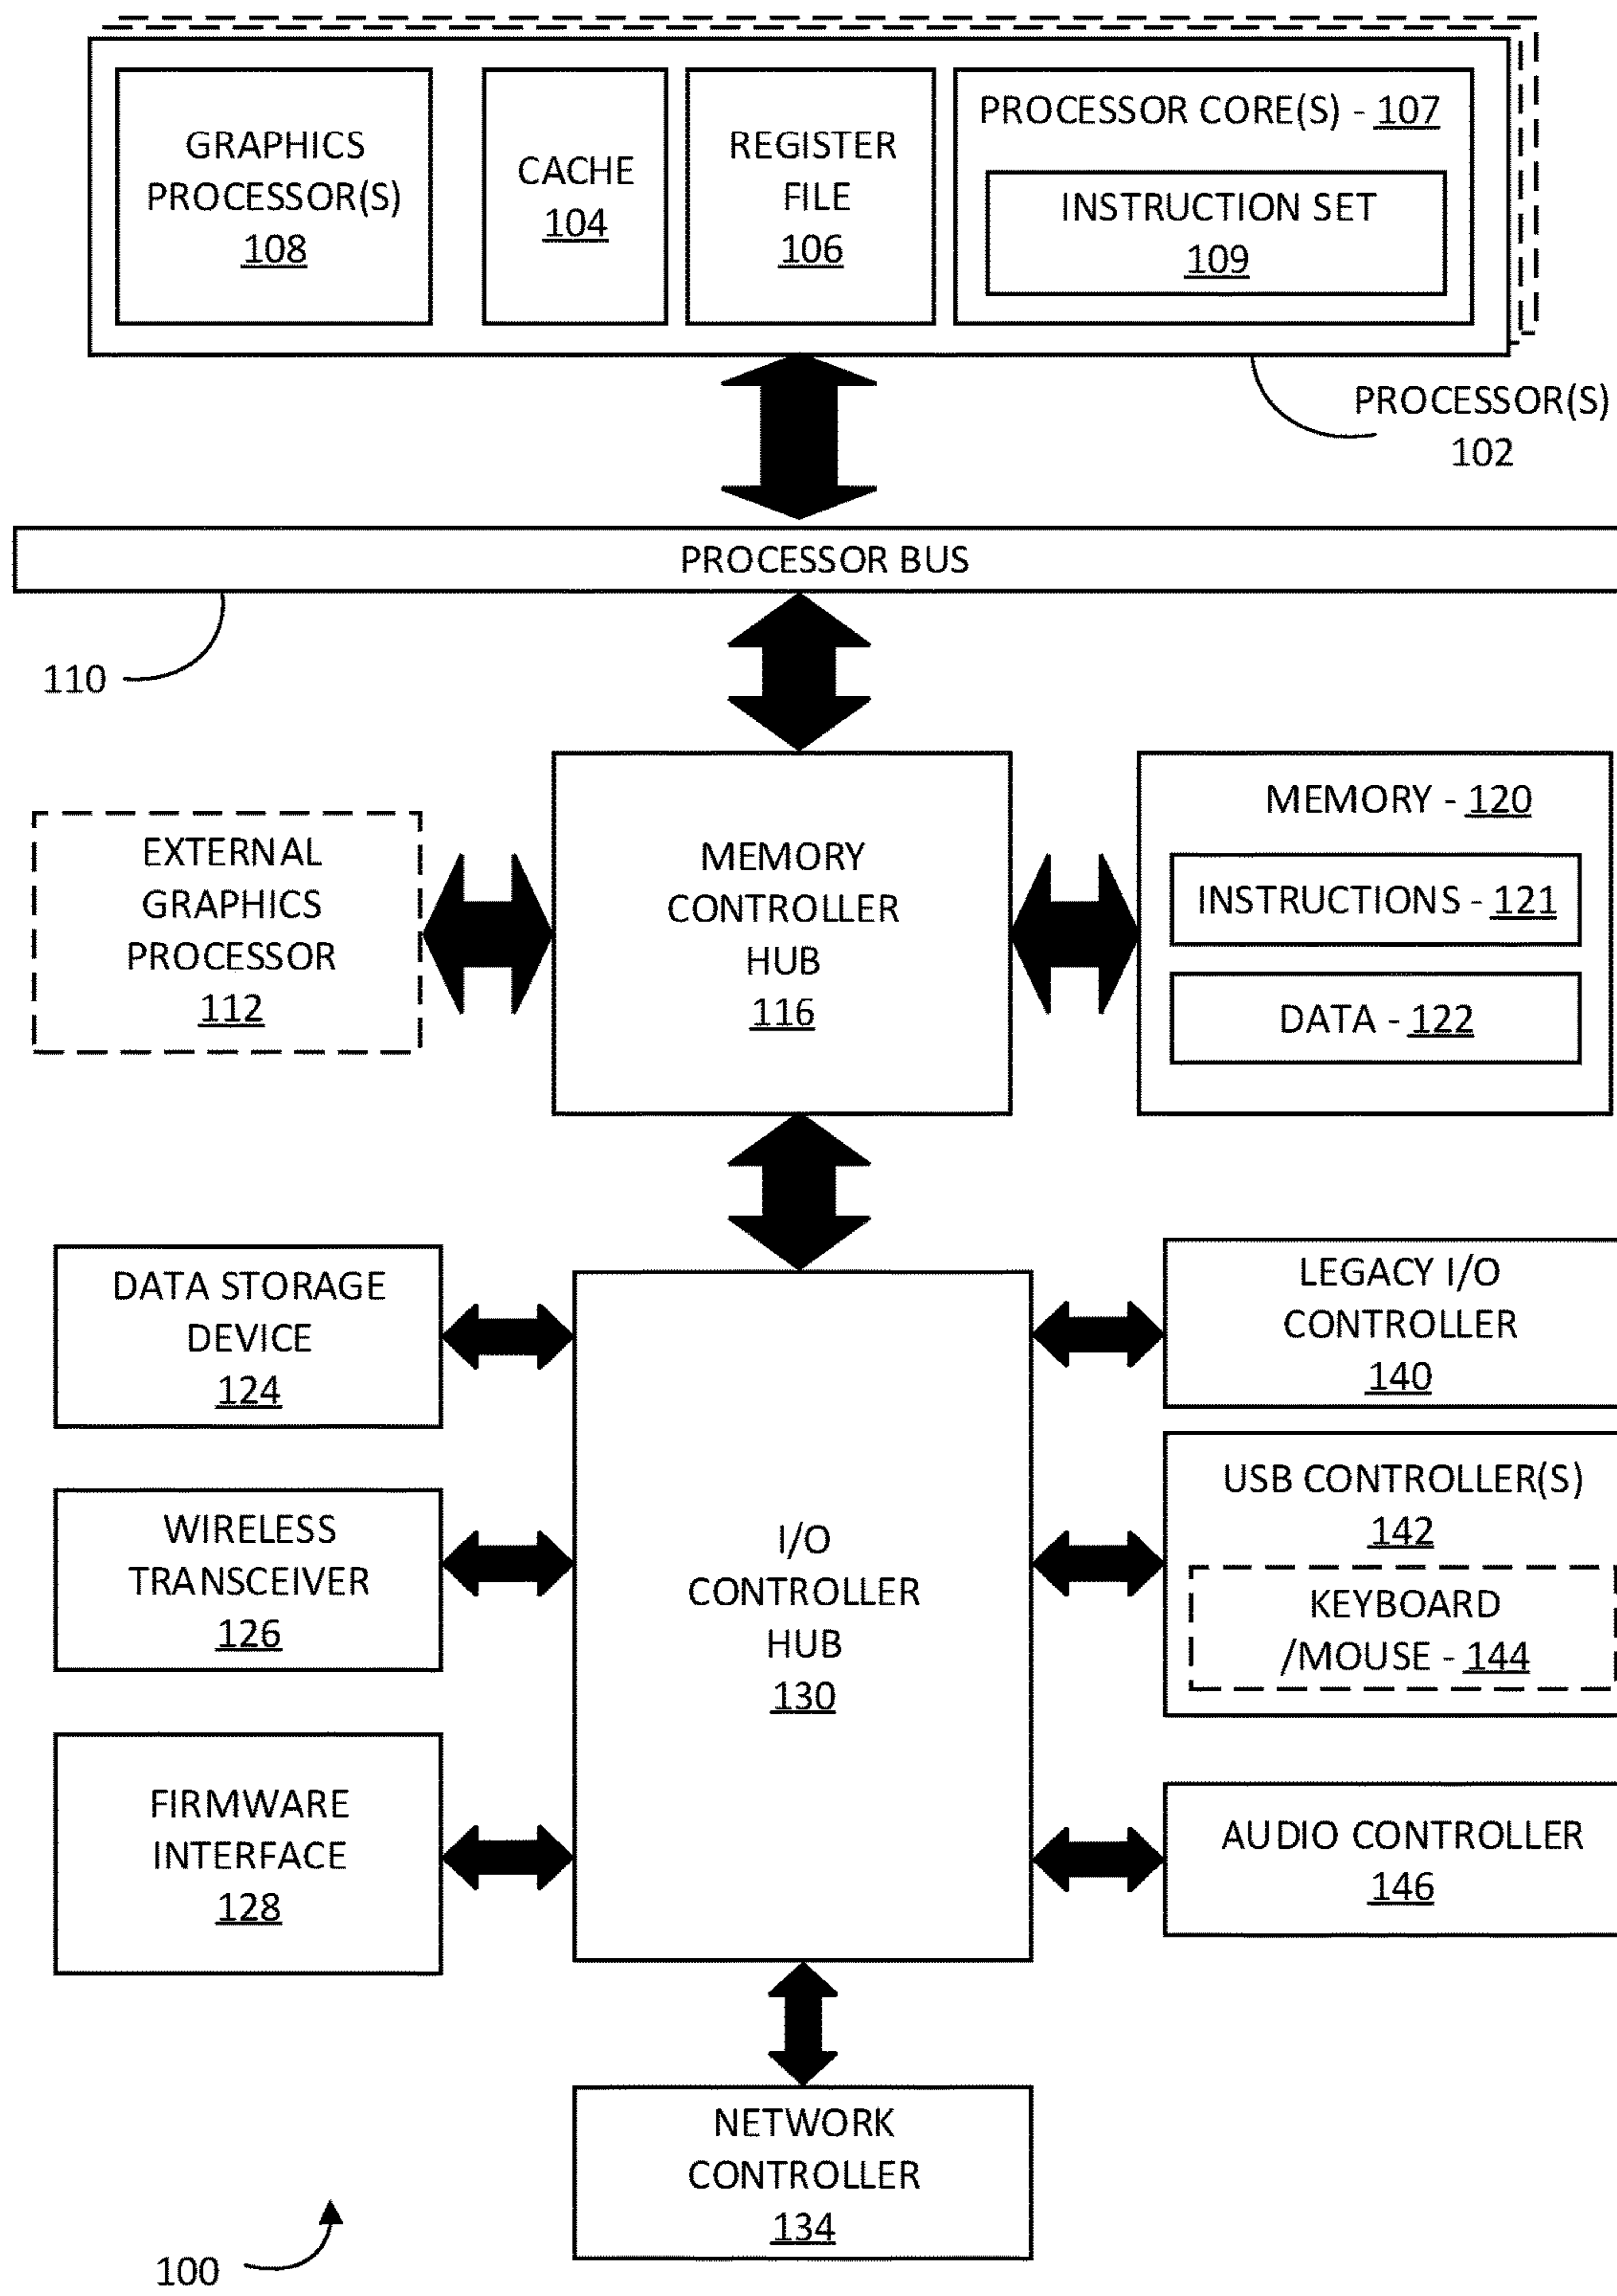 GRAPHICS
PROCESSOR(S)
108
CACHE
104
REGISTER
FILE
106
PROCESSOR CORE(S) - 107
INSTRUCTION SET
109
PROCESSOR(S)
102
PROCESSOR BUS
110
EXTERNAL
GRAPHICS
PROCESSOR
112
MEMORY
CONTROLLER
HUB
116
MEMORY - 120
INSTRUCTIONS - 121
DATA - 122
DATA STORAGE
DEVICE
124
WIRELESS
TRANSCEIVER
126
FIRMWARE
INTERFACE
128
I/O
CONTROLLER
HUB
130
LEGACY I/O
CONTROLLER
140
USB CONTROLLER(S)
142
KEYBOARD
/MOUSE - 144
AUDIO CONTROLLER
146
NETWORK
CONTROLLER
134
100